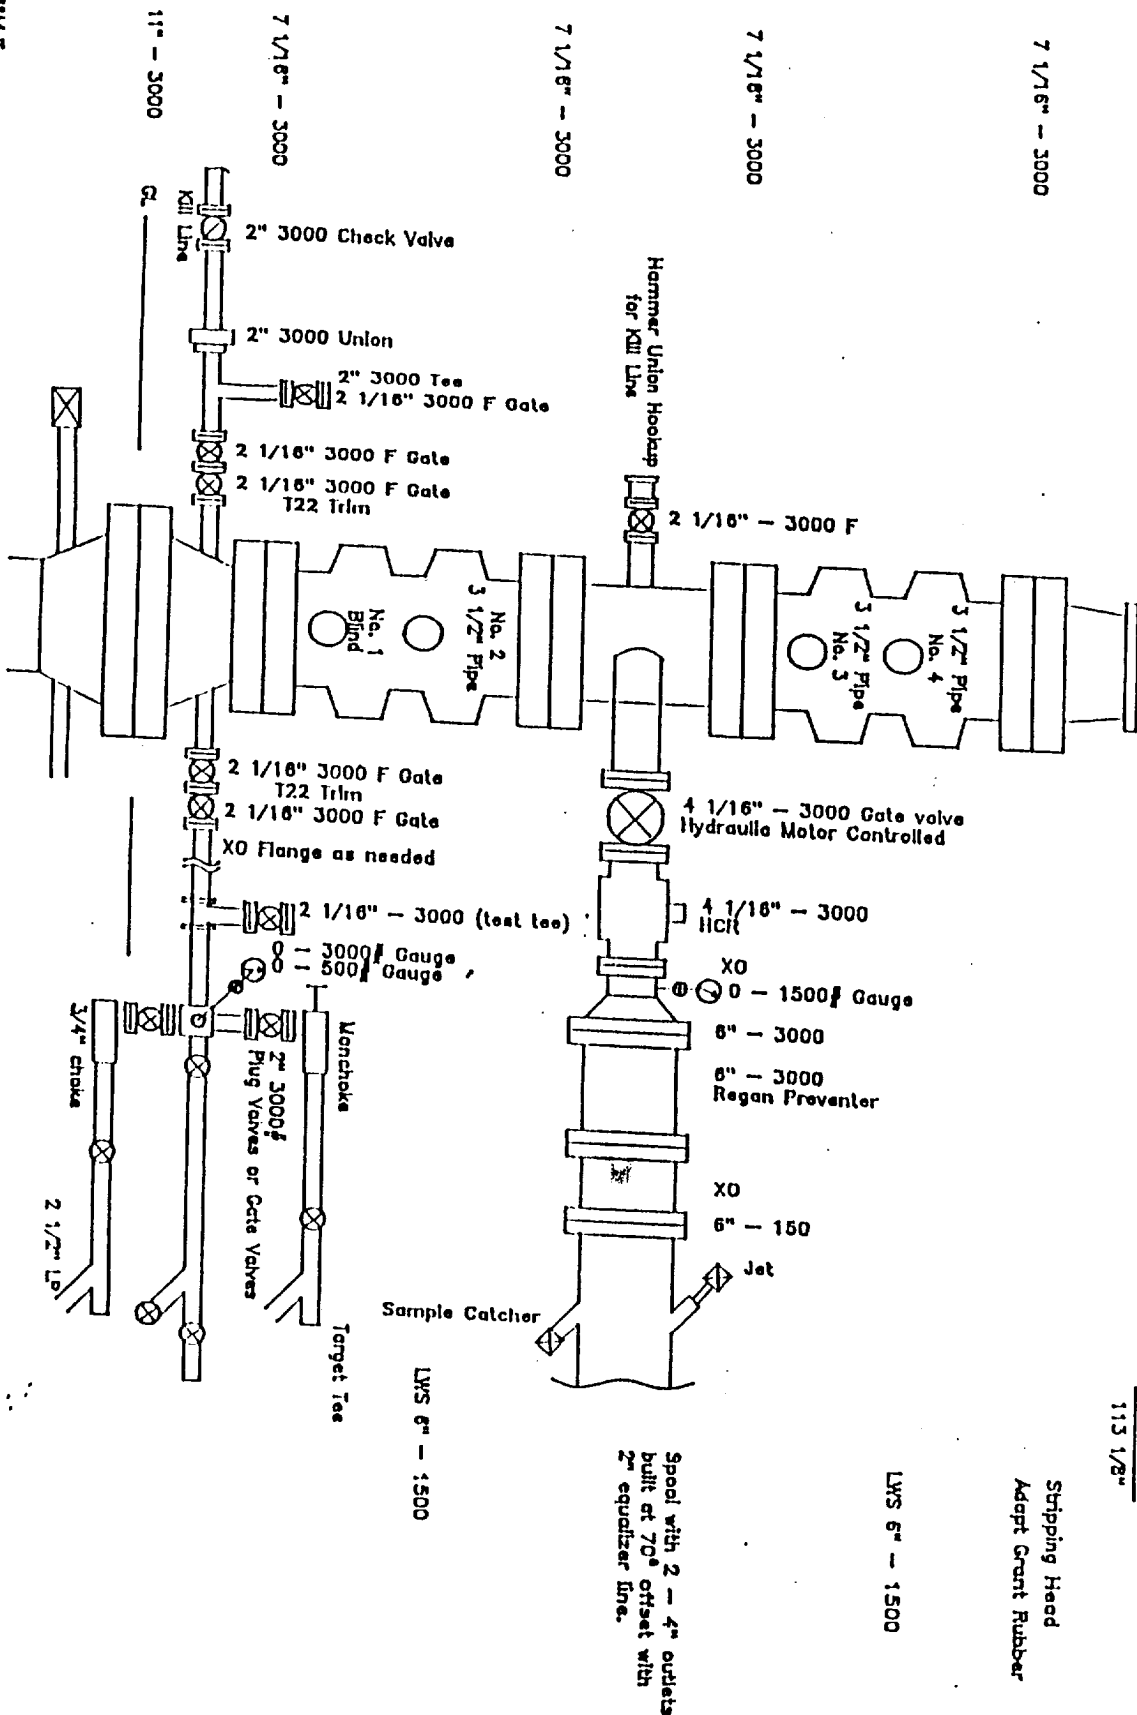 7 1/16" – 3000
7 1/16" – 3000
7 1/16" – 3000
7 1/16" – 3000
11" – 3000
GL
Kill Line
2" 3000 Check Valve
2" 3000 Union
2" 3000 Tee
2 1/16" 3000 F Gate
2 1/16" 3000 F Gate
2 1/16" 3000 F Gate
T22 Trim
Hammer Union Hookup
for Kill Line
2 1/16" – 3000 F
No. 1
Blind
No. 2
3 1/2" Pipe
3 1/2" Pipe
No. 3
3 1/2" Pipe
No. 4
2 1/16" 3000 F Gate
T22 Trim
2 1/16" 3000 F Gate
XO Flange as needed
2 1/16" – 3000 (test tee)
0 – 3000# Gauge
0 – 500# Gauge
4 1/16" – 3000 Gate valve
Hydraulic Motor Controlled
4 1/16" – 3000
HCR
XO
0 – 1500# Gauge
6" – 3000
6" – 3000
Regan Preventer
XO
6" – 150
Jet
Sample Catcher
3/4" choke
2 1/2" LP
2" 3000#
Plug Valves or Gate Valves
Manchoke
Target Tee
LWS 6" – 1500
Spool with 2 – 4" outlets
built at 70° offset with
2" equalizer line.
LWS 6" – 1500
Stripping Head
Adapt Grant Rubber
113 1/8"